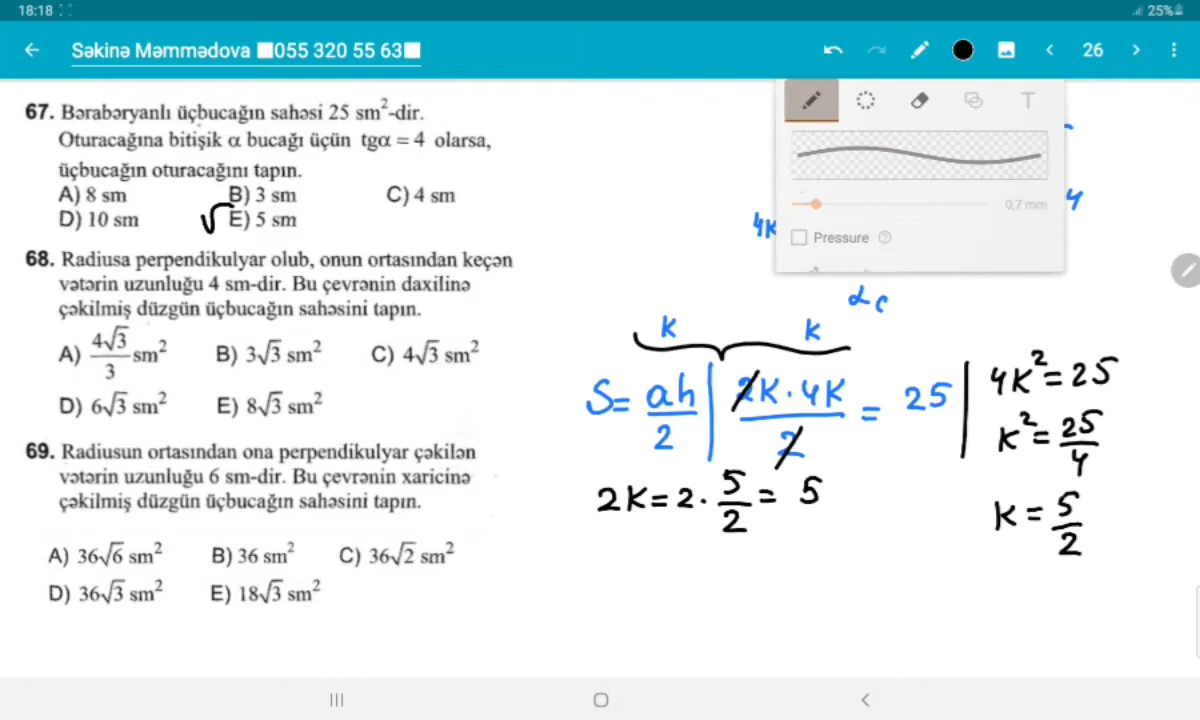 18:18
25%
Səkinə Məmmədova 055 320 55 63
26
67. Bərabəryanlı üçbucağın sahəsi 25 sm²-dir.
Oturacağına bitişik α bucağı üçün tgα = 4 olarsa,
üçbucağın oturacağını tapın.
A) 8 sm B) 3 sm C) 4 sm
D) 10 sm √E) 5 sm
68. Radiusa perpendikulyar olub, onun ortasından keçən
vətərin uzunluğu 4 sm-dir. Bu çevrənin daxilinə
çəkilmiş düzgün üçbucağın sahəsini tapın.
A) 4√3/3 sm² B) 3√3 sm² C) 4√3 sm²
D) 6√3 sm² E) 8√3 sm²
69. Radiusun ortasından ona perpendikulyar çəkilən
vətərin uzunluğu 6 sm-dir. Bu çevrənin xaricinə
çəkilmiş düzgün üçbucağın sahəsini tapın.
A) 36√6 sm² B) 36 sm² C) 36√2 sm²
D) 36√3 sm² E) 18√3 sm²
T
0,7 mm
Pressure
4K
4
α c
K K
S= ah/2 | 2K·4K/2 = 25 | 4K²=25
K²=25/4
2K=2·5/2= 5
K=5/2